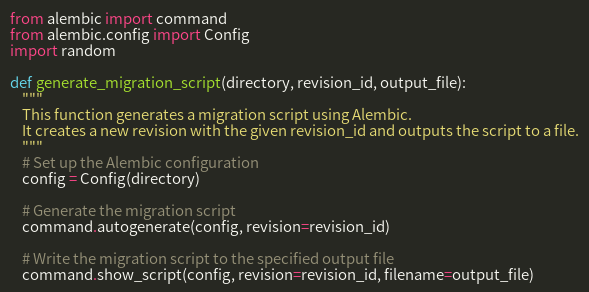 from alembic import command
from alembic.config import Config
import random

def generate_migration_script(directory, revision_id, output_file):
    """
    This function generates a migration script using Alembic.
    It creates a new revision with the given revision_id and outputs the script to a file.
    """
    # Set up the Alembic configuration
    config = Config(directory)

    # Generate the migration script
    command.autogenerate(config, revision=revision_id)

    # Write the migration script to the specified output file
    command.show_script(config, revision=revision_id, filename=output_file)